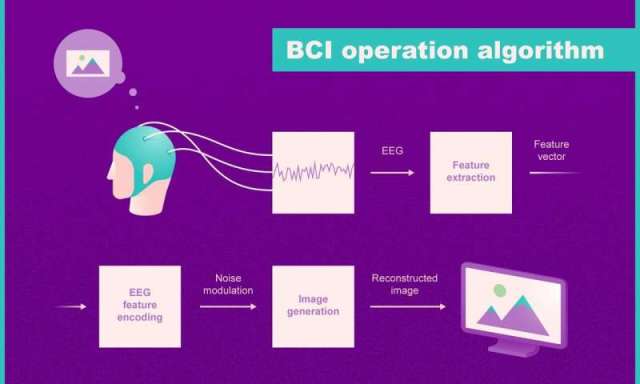 BCI operation algorithm
EEG
Feature
extraction
Feature
vector
EEG
feature
encoding
Noise
modulation
Image
generation
Reconstructed
image